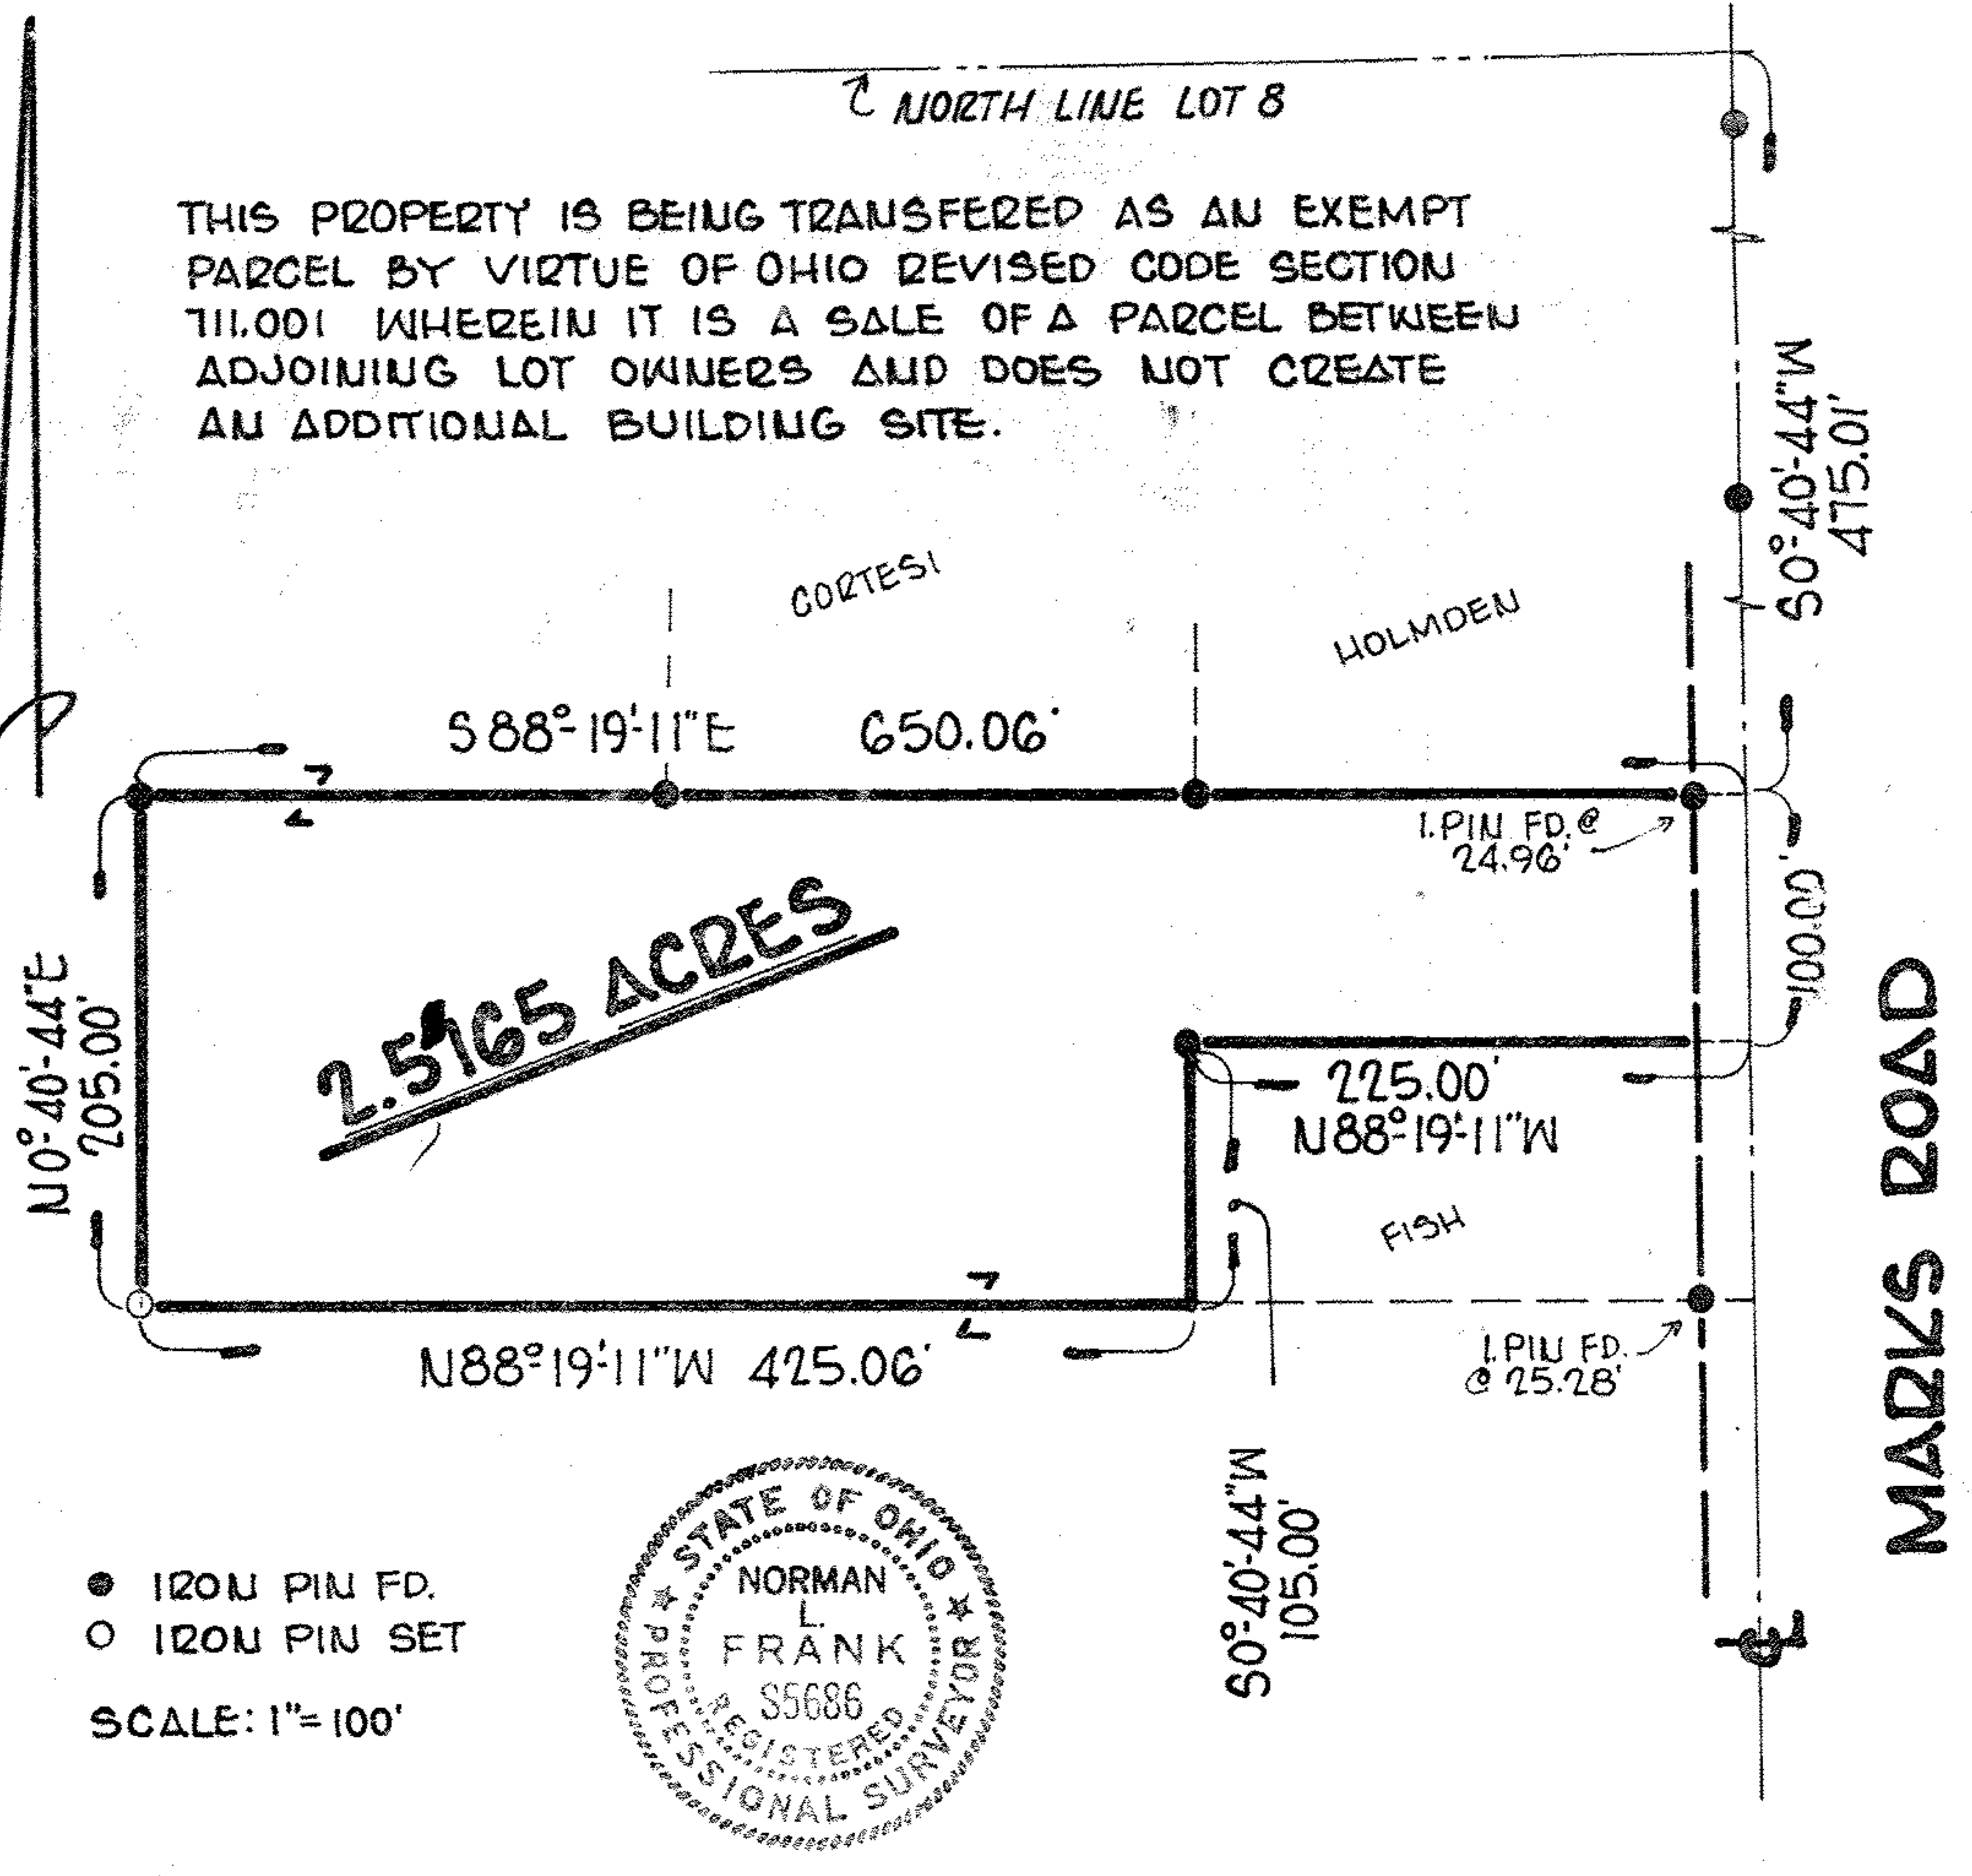 NORTH LINE LOT 8
THIS PROPERTY IS BEING TRANSFERED AS AN EXEMPT
PARCEL BY VIRTUE OF OHIO REVISED CODE SECTION
711.001 WHEREIN IT IS A SALE OF A PARCEL BETWEEN
ADJOINING LOT OWNERS AND DOES NOT CREATE
AN ADDITIONAL BUILDING SITE.
S0°-40'-44"W
475.01'
CORTESI
HOLMDEN
S88°-19'-11"E 650.06'
I. PIN FD. @
24.96'
100.00'
N0°-40'-44"E
205.00'
ACRES
225.00'
N88°-19'-11"W
FISH
MARKS ROAD
N88°-19'-11"W 425.06'
I. PIN FD.
@ 25.28'
S0°-40'-44"W
105.00'
IRON PIN FD.
IRON PIN SET
SCALE: 1"=100'
STATE OF OHIO
NORMAN
L.
FRANK
S5686
REGISTERED
PROFESSIONAL SURVEYOR